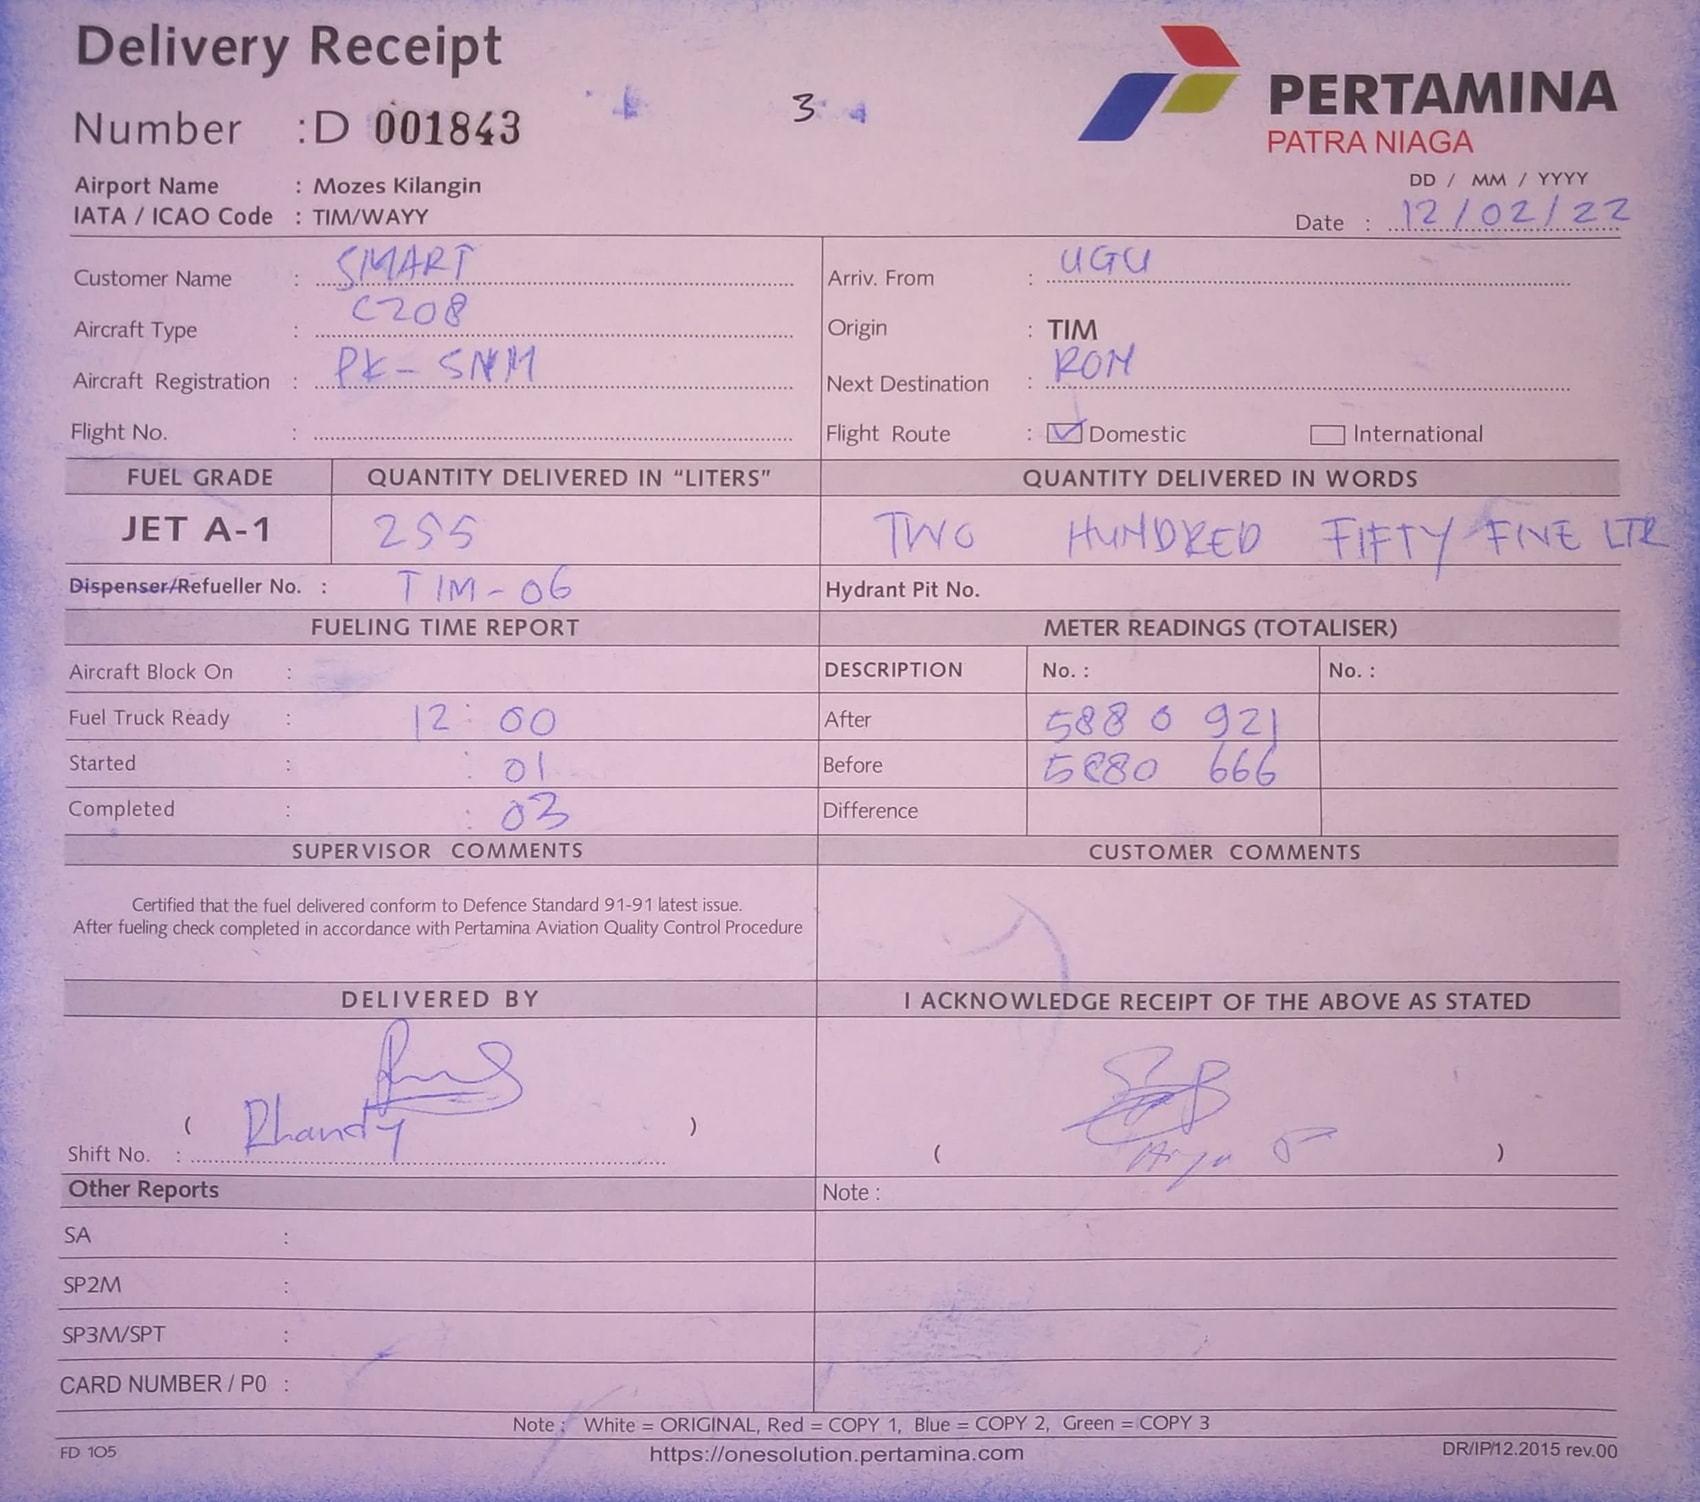 Delivery Receipt
Number : D 001843
3
PERTAMINA
PATRA NIAGA
Airport Name : Mozes Kilangin
IATA / ICAO Code : TIM/WAYY
DD / MM / YYYY
Date : 12/02/22
Customer Name : SMART
Arriv. From : UGU
Aircraft Type : C208
Origin : TIM
Aircraft Registration : PK-SNM
Next Destination : ROM
Flight No. :
Flight Route : Domestic International
FUEL GRADE QUANTITY DELIVERED IN “LITERS” QUANTITY DELIVERED IN WORDS
JET A-1 255 TWO HUNDRED FIFTY FIVE LTR
Dispenser/Refueller No. : TIM-06 Hydrant Pit No.
FUELING TIME REPORT METER READINGS (TOTALISER)
Aircraft Block On : DESCRIPTION No. : No. :
Fuel Truck Ready : 12:00 After 5880 921
Started : : 01 Before 5880 666
Completed : : 03 Difference
SUPERVISOR COMMENTS CUSTOMER COMMENTS
Certified that the fuel delivered conform to Defence Standard 91-91 latest issue.
After fueling check completed in accordance with Pertamina Aviation Quality Control Procedure
DELIVERED BY I ACKNOWLEDGE RECEIPT OF THE ABOVE AS STATED
( Rhandy ) ( )
Shift No. :
Other Reports Note :
SA :
SP2M :
SP3M/SPT :
CARD NUMBER / P0 :
Note : White = ORIGINAL, Red = COPY 1, Blue = COPY 2, Green = COPY 3
FD 105 https://onesolution.pertamina.com DR/IP/12.2015 rev.00